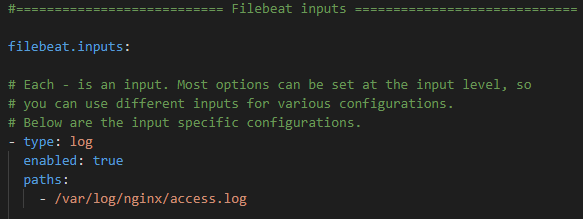 #=========================== Filebeat inputs =============================
filebeat.inputs:
# Each - is an input. Most options can be set at the input level, so
# you can use different inputs for various configurations.
# Below are the input specific configurations.
- type: log
  enabled: true
  paths:
    - /var/log/nginx/access.log